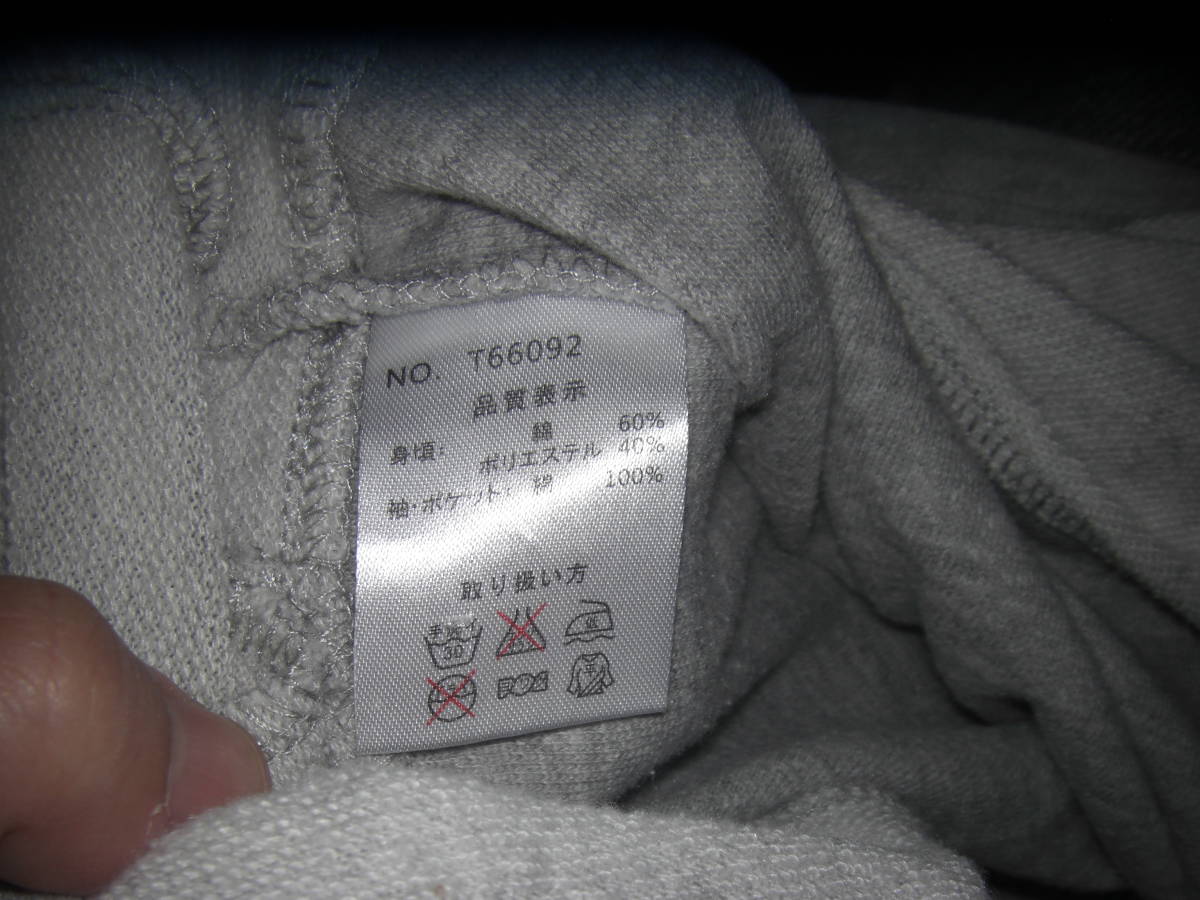 NO. T66092
品質表示
身頃: 綿 60%
ポリエステル 40%
袖・ポケット: 綿 100%
取り扱い方
30